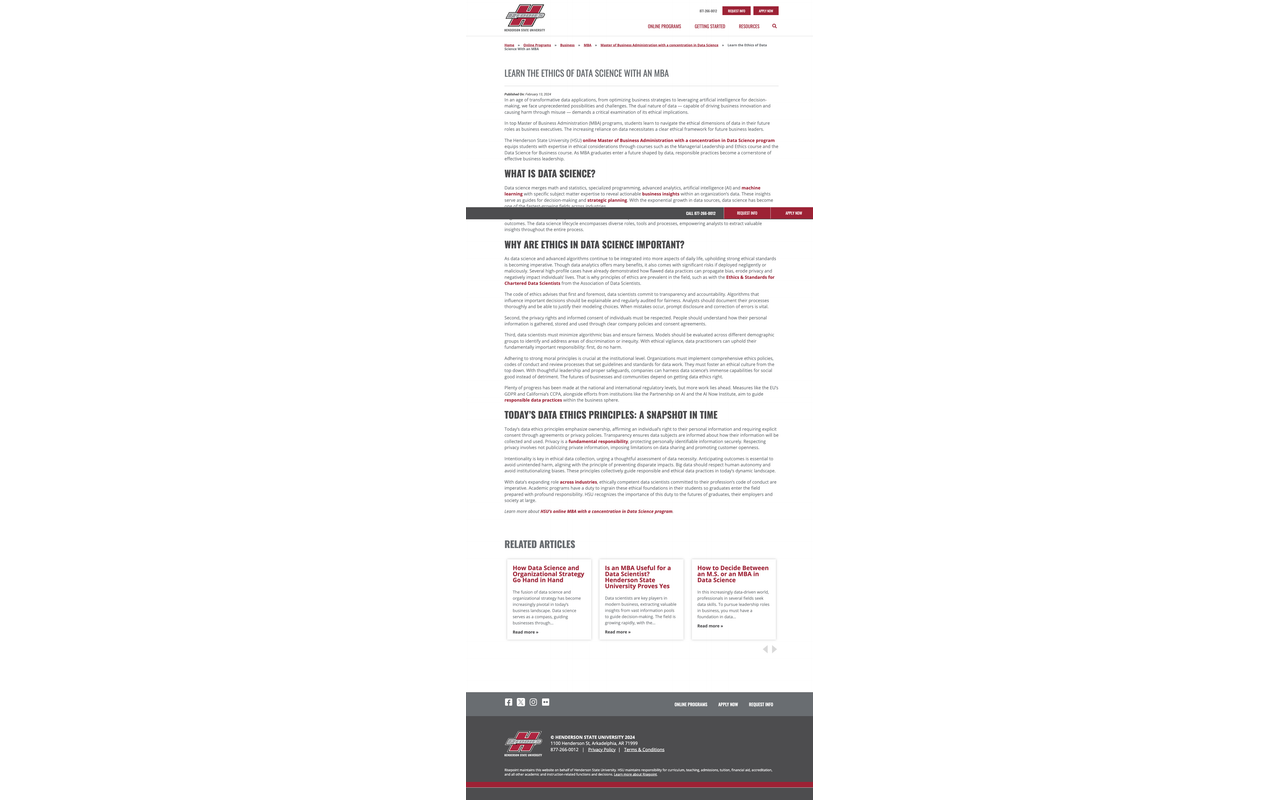 HENDERSON STATE UNIVERSITY
877-266-0012
REQUEST INFO
APPLY NOW
ONLINE PROGRAMS
GETTING STARTED
RESOURCES
Home » Online Programs » Business » MBA » Master of Business Administration with a concentration in Data Science » Learn the Ethics of Data
Science With an MBA
LEARN THE ETHICS OF DATA SCIENCE WITH AN MBA
Published On: February 13, 2024
In an age of transformative data applications, from optimizing business strategies to leveraging artificial intelligence for decision-
making, we face unprecedented possibilities and challenges. The dual nature of data — capable of driving business innovation and
causing harm through misuse — demands a critical examination of its ethical implications.
In top Master of Business Administration (MBA) programs, students learn to navigate the ethical dimensions of data in their future
roles as business executives. The increasing reliance on data necessitates a clear ethical framework for future business leaders.
The Henderson State University (HSU) online Master of Business Administration with a concentration in Data Science program
equips students with expertise in ethical considerations through courses such as the Managerial Leadership and Ethics course and the
Data Science for Business course. As MBA graduates enter a future shaped by data, responsible practices become a cornerstone of
effective business leadership.
WHAT IS DATA SCIENCE?
Data science merges math and statistics, specialized programming, advanced analytics, artificial intelligence (AI) and machine
learning with specific subject matter expertise to reveal actionable business insights within an organization's data. These insights
serve as guides for decision-making and strategic planning. With the exponential growth in data sources, data science has become
one of the fastest-growing fields across industries.
CALL 877-266-0012
REQUEST INFO
APPLY NOW
outcomes. The data science lifecycle encompasses diverse roles, tools and processes, empowering analysts to extract valuable
insights throughout the entire process.
WHY ARE ETHICS IN DATA SCIENCE IMPORTANT?
As data science and advanced algorithms continue to be integrated into more aspects of daily life, upholding strong ethical standards
is becoming imperative. Though data analytics offers many benefits, it also comes with significant risks if deployed negligently or
maliciously. Several high-profile cases have already demonstrated how flawed data practices can propagate bias, erode privacy and
negatively impact individuals' lives. That is why principles of ethics are prevalent in the field, such as with the Ethics & Standards for
Chartered Data Scientists from the Association of Data Scientists.
The code of ethics advises that first and foremost, data scientists commit to transparency and accountability. Algorithms that
influence important decisions should be explainable and regularly audited for fairness. Analysts should document their processes
thoroughly and be able to justify their modeling choices. When mistakes occur, prompt disclosure and correction of errors is vital.
Second, the privacy rights and informed consent of individuals must be respected. People should understand how their personal
information is gathered, stored and used through clear company policies and consent agreements.
Third, data scientists must minimize algorithmic bias and ensure fairness. Models should be evaluated across different demographic
groups to identify and address areas of discrimination or inequity. With ethical vigilance, data practitioners can uphold their
fundamentally important responsibility: first, do no harm.
Adhering to strong moral principles is crucial at the institutional level. Organizations must implement comprehensive ethics policies,
codes of conduct and review processes that set guidelines and standards for data work. They must foster an ethical culture from the
top down. With thoughtful leadership and proper safeguards, companies can harness data science's immense capabilities for social
good instead of detriment. The futures of businesses and communities depend on getting data ethics right.
Plenty of progress has been made at the national and international regulatory levels, but more work lies ahead. Measures like the EU's
GDPR and California's CCPA, alongside efforts from institutions like the Partnership on AI and the AI Now Institute, aim to guide
responsible data practices within the business sphere.
TODAY'S DATA ETHICS PRINCIPLES: A SNAPSHOT IN TIME
Today's data ethics principles emphasize ownership, affirming an individual's right to their personal information and requiring explicit
consent through agreements or privacy policies. Transparency ensures data subjects are informed about how their information will be
collected and used. Privacy is a fundamental responsibility, protecting personally identifiable information securely. Respecting
privacy involves not publicizing private information, imposing limitations on data sharing and promoting customer openness.
Intentionality is key in ethical data collection, urging a thoughtful assessment of data necessity. Anticipating outcomes is essential to
avoid unintended harm, aligning with the principle of preventing disparate impacts. Big data should respect human autonomy and
avoid institutionalizing biases. These principles collectively guide responsible and ethical data practices in today's dynamic landscape.
With data's expanding role across industries, ethically competent data scientists committed to their profession's code of conduct are
imperative. Academic programs have a duty to ingrain these ethical foundations in their students so graduates enter the field
prepared with profound responsibility. HSU recognizes the importance of this duty to the futures of graduates, their employers and
society at large.
Learn more about HSU's online MBA with a concentration in Data Science program.
RELATED ARTICLES
How Data Science and
Organizational Strategy
Go Hand in Hand
The fusion of data science and
organizational strategy has become
increasingly pivotal in today's
business landscape. Data science
serves as a compass, guiding
businesses through...
Read more »
Is an MBA Useful for a
Data Scientist?
Henderson State
University Proves Yes
Data scientists are key players in
modern business, extracting valuable
insights from vast information pools
to guide decision-making. The field is
growing rapidly, with the...
Read more »
How to Decide Between
an M.S. or an MBA in
Data Science
In this increasingly data-driven world,
professionals in several fields seek
data skills. To pursue leadership roles
in business, you must have a
foundation in data...
Read more »
ONLINE PROGRAMS
APPLY NOW
REQUEST INFO
HENDERSON STATE UNIVERSITY
© HENDERSON STATE UNIVERSITY 2024
1100 Henderson St, Arkadelphia, AR 71999
877-266-0012 | Privacy Policy | Terms & Conditions
Risepoint maintains this website on behalf of Henderson State University. HSU maintains responsibility for curriculum, teaching, admissions, tuition, financial aid, accreditation,
and all other academic and instruction-related functions and decisions. Learn more about Risepoint.